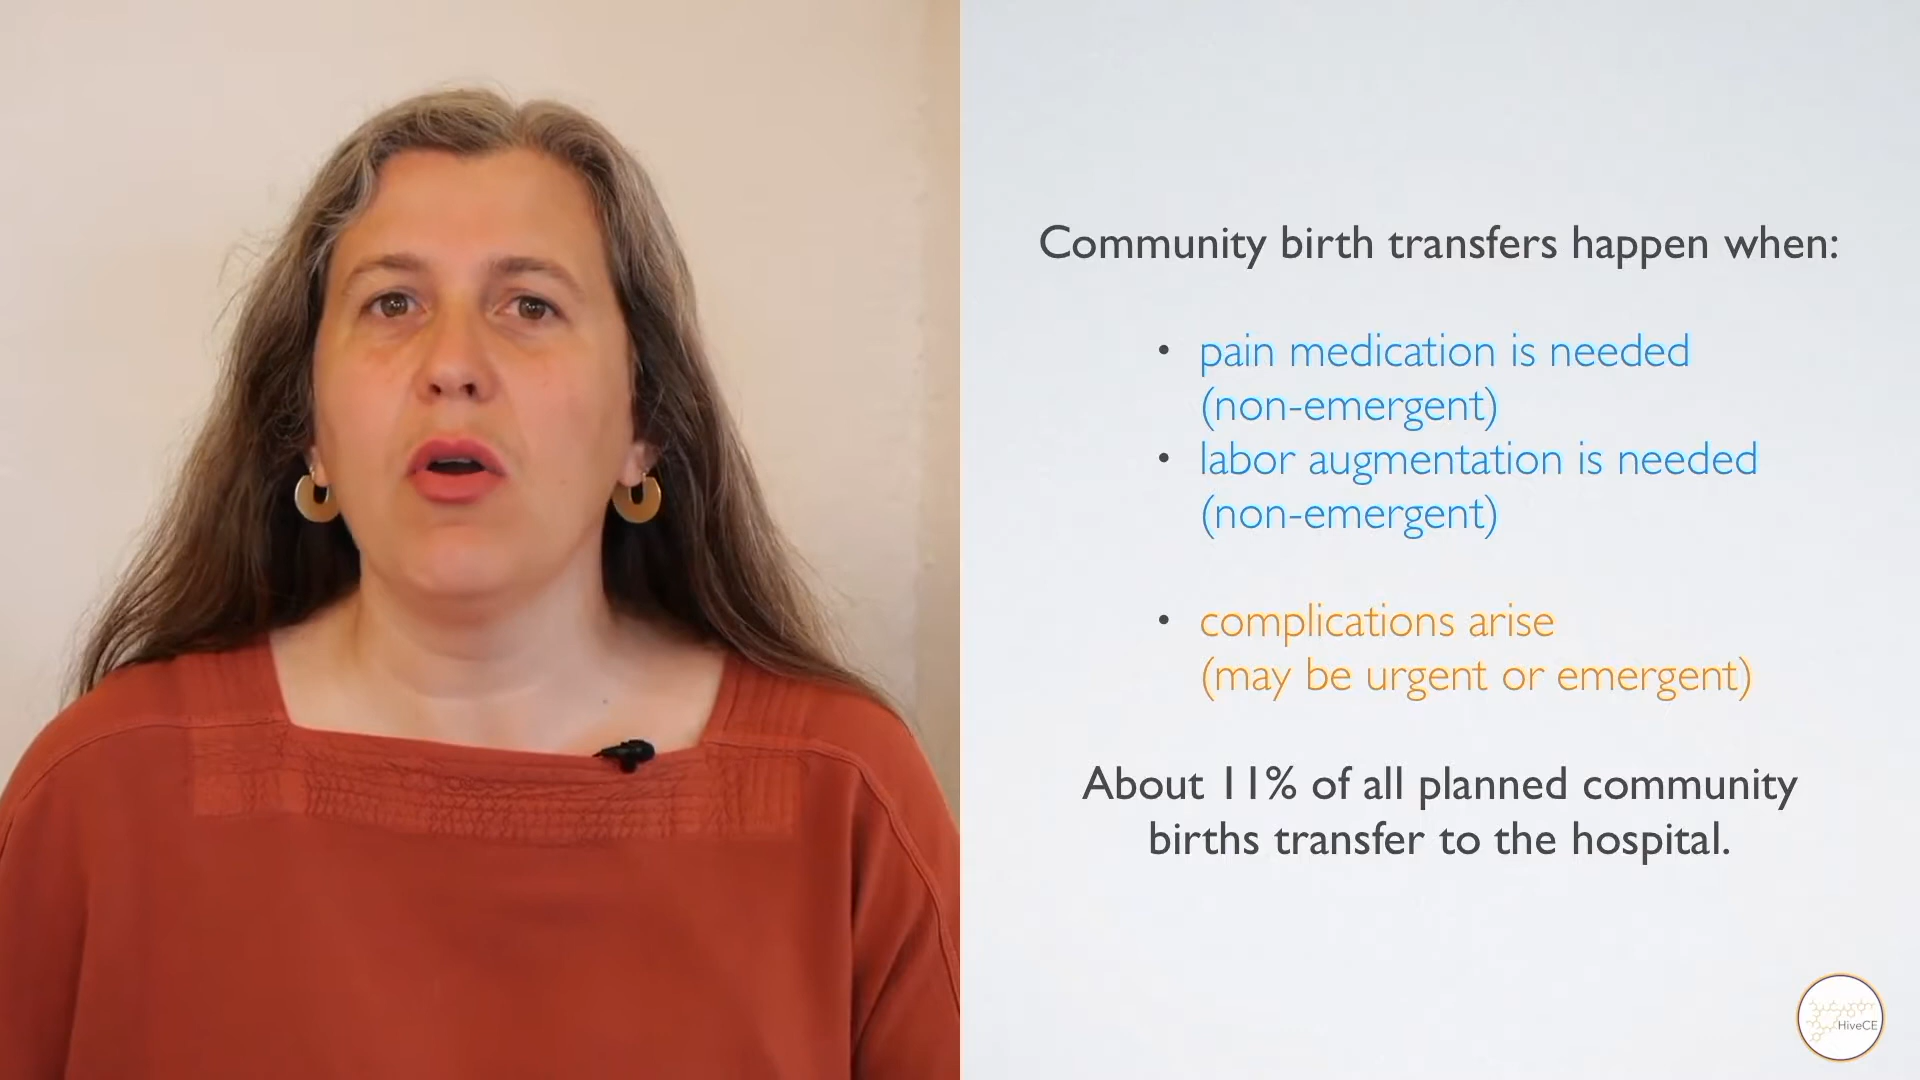 Community birth transfers happen when:
• pain medication is needed
(non-emergent)
• labor augmentation is needed
(non-emergent)
• complications arise
(may be urgent or emergent)
About 11% of all planned community
births transfer to the hospital.
HiveCE